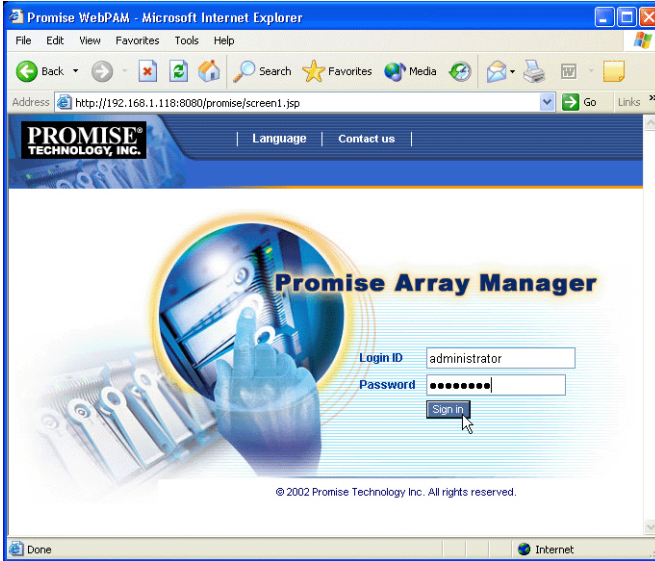 Promise WebPAM - Microsoft Internet Explorer
File Edit View Favorites Tools Help
Back Search Favorites Media
Address http://192.168.1.118:8080/promise/screen1.jsp Go Links »
PROMISE®
TECHNOLOGY, INC.
| Language | Contact us |
Promise Array Manager
Login ID administrator
Password ●●●●●●●●
Sign in
© 2002 Promise Technology Inc. All rights reserved.
Done Internet